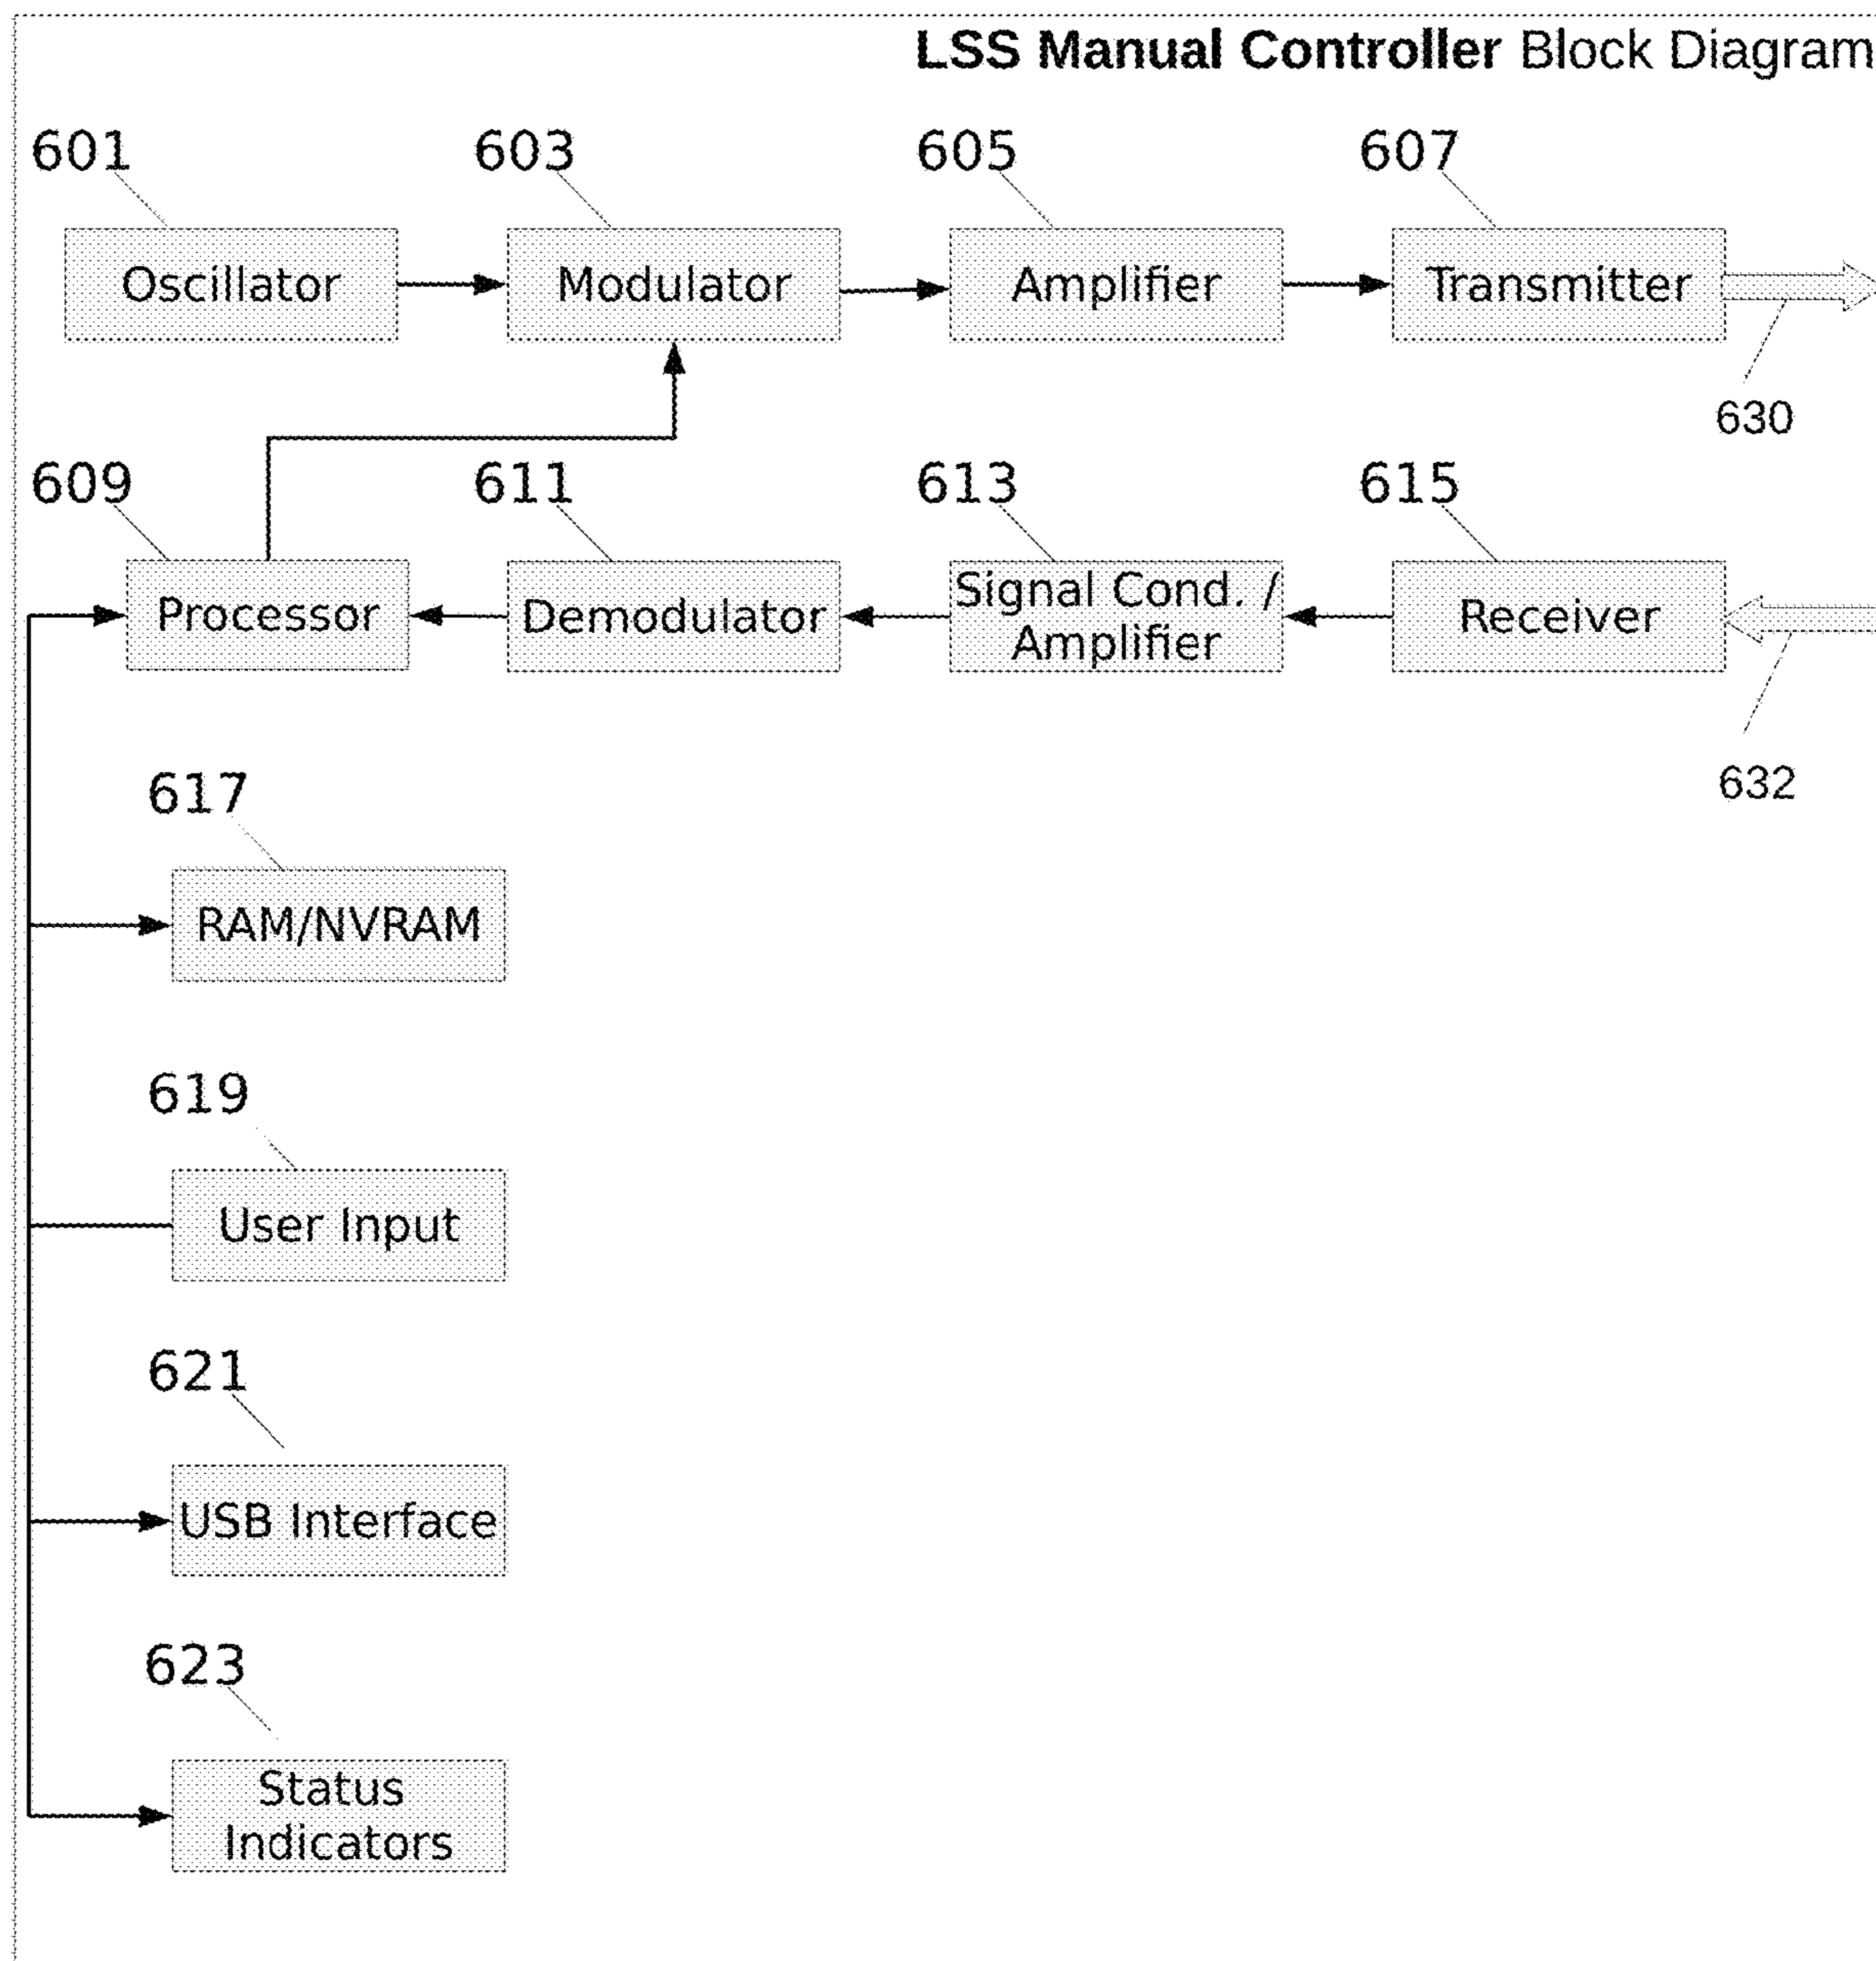 LSS Manual Controller Block Diagram
601
603
605
607
Oscillator
Modulator
Amplifier
Transmitter
630
609
611
613
615
Processor
Demodulator
Signal Cond. /
Amplifier
Receiver
632
617
RAM/NVRAM
619
User Input
621
USB Interface
623
Status
Indicators